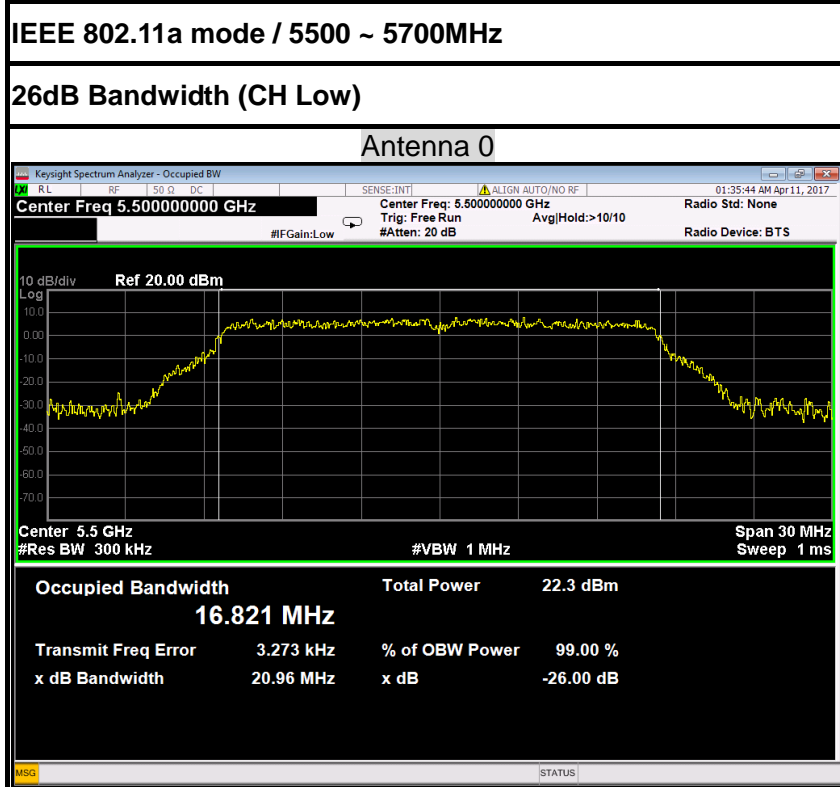 IEEE 802.11a mode / 5500 ~ 5700MHz
26dB Bandwidth (CH Low)
Antenna 0
Keysight Spectrum Analyzer - Occupied BW
LXI RL RF 50 Ω DC SENSE:INT ALIGN AUTO/NO RF 01:35:44 AM Apr 11, 2017
Center Freq 5.500000000 GHz Center Freq: 5.500000000 GHz Radio Std: None
Trig: Free Run Avg|Hold:>10/10
#IFGain:Low #Atten: 20 dB Radio Device: BTS
10 dB/div Ref 20.00 dBm
Log
10.0
0.00
-10.0
-20.0
-30.0
-40.0
-50.0
-60.0
-70.0
Center 5.5 GHz Span 30 MHz
#Res BW 300 kHz #VBW 1 MHz Sweep 1 ms
Occupied Bandwidth Total Power 22.3 dBm
16.821 MHz
Transmit Freq Error 3.273 kHz % of OBW Power 99.00 %
x dB Bandwidth 20.96 MHz x dB -26.00 dB
MSG STATUS